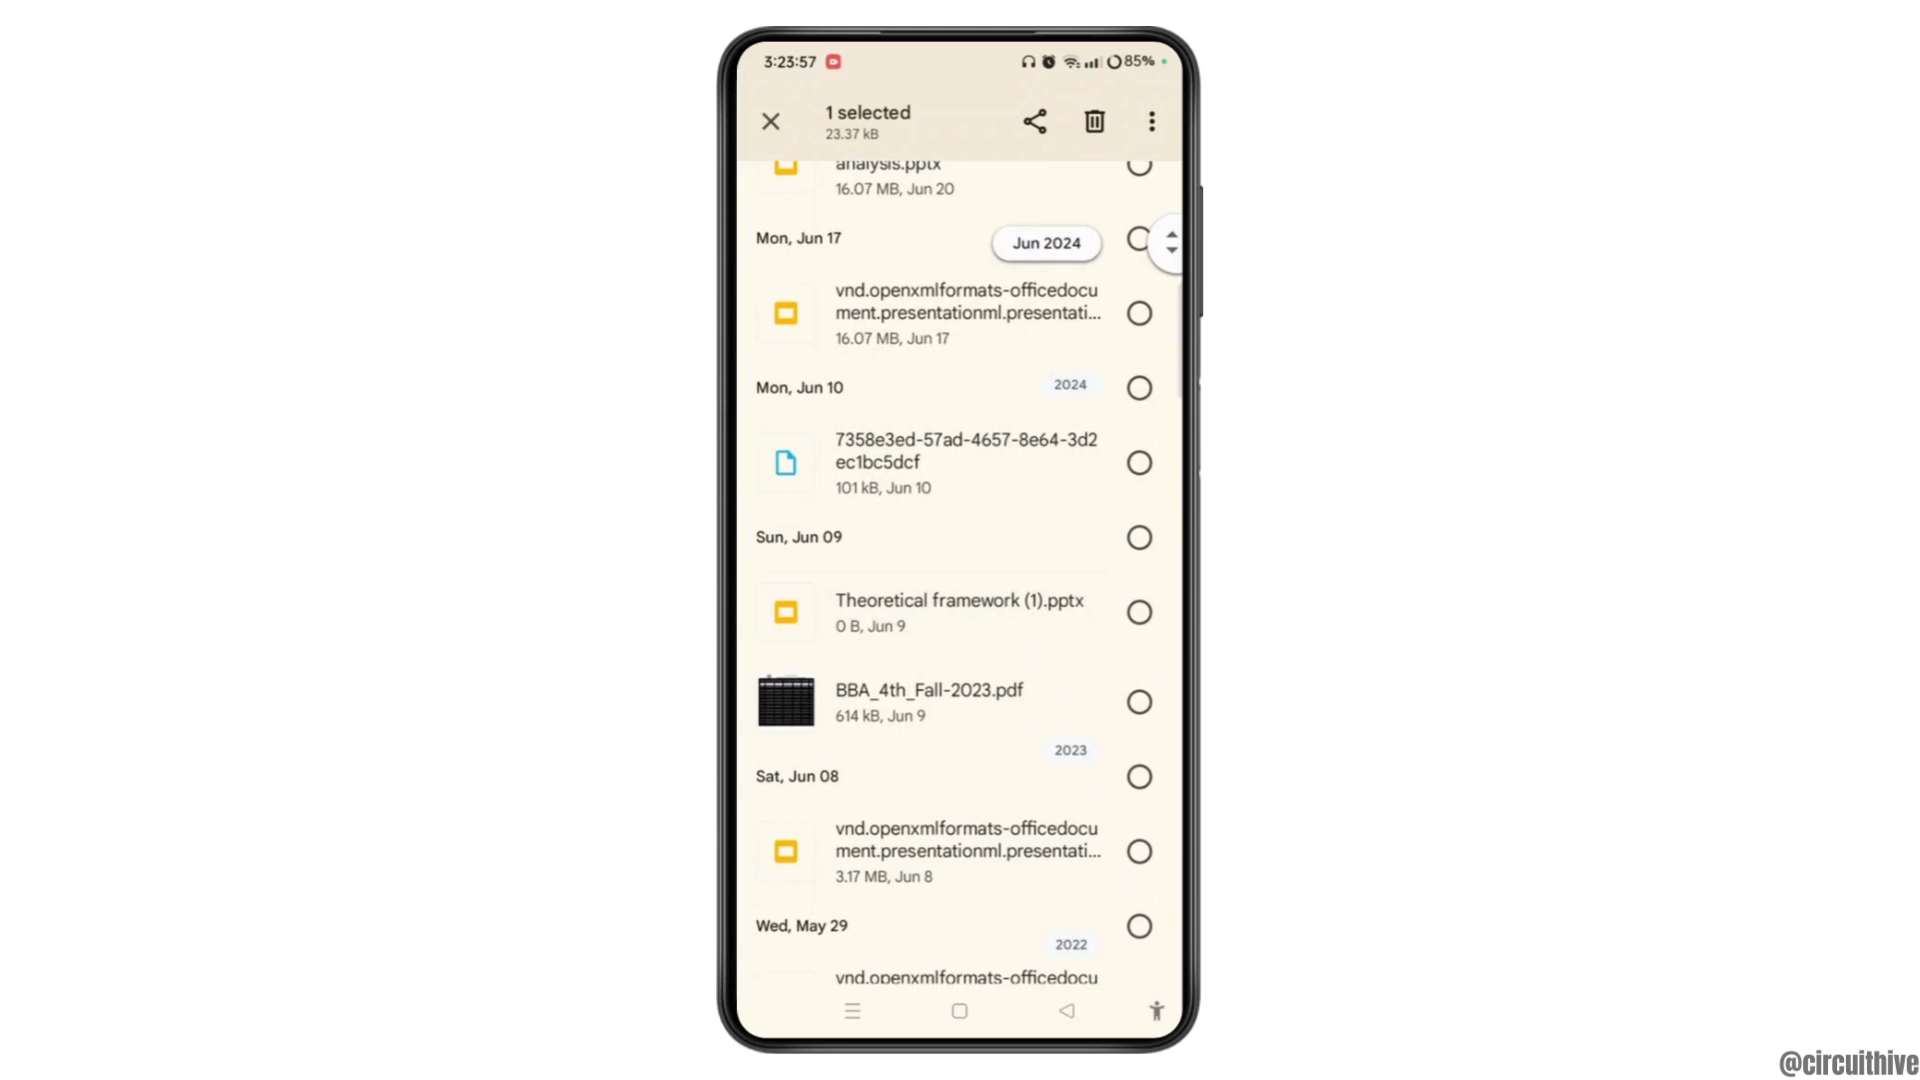 3:23:57
85%
1 selected
23.37 kB
analysis.pptx
16.07 MB, Jun 20
Mon, Jun 17
Jun 2024
vnd.openxmlformats-officedocu
ment.presentationml.presentati...
16.07 MB, Jun 17
Mon, Jun 10
2024
7358e3ed-57ad-4657-8e64-3d2
ec1bc5dcf
101 kB, Jun 10
Sun, Jun 09
Theoretical framework (1).pptx
0 B, Jun 9
BBA_4th_Fall-2023.pdf
614 kB, Jun 9
2023
Sat, Jun 08
vnd.openxmlformats-officedocu
ment.presentationml.presentati...
3.17 MB, Jun 8
Wed, May 29
2022
vnd.openxmlformats-officedocu
@circuithive